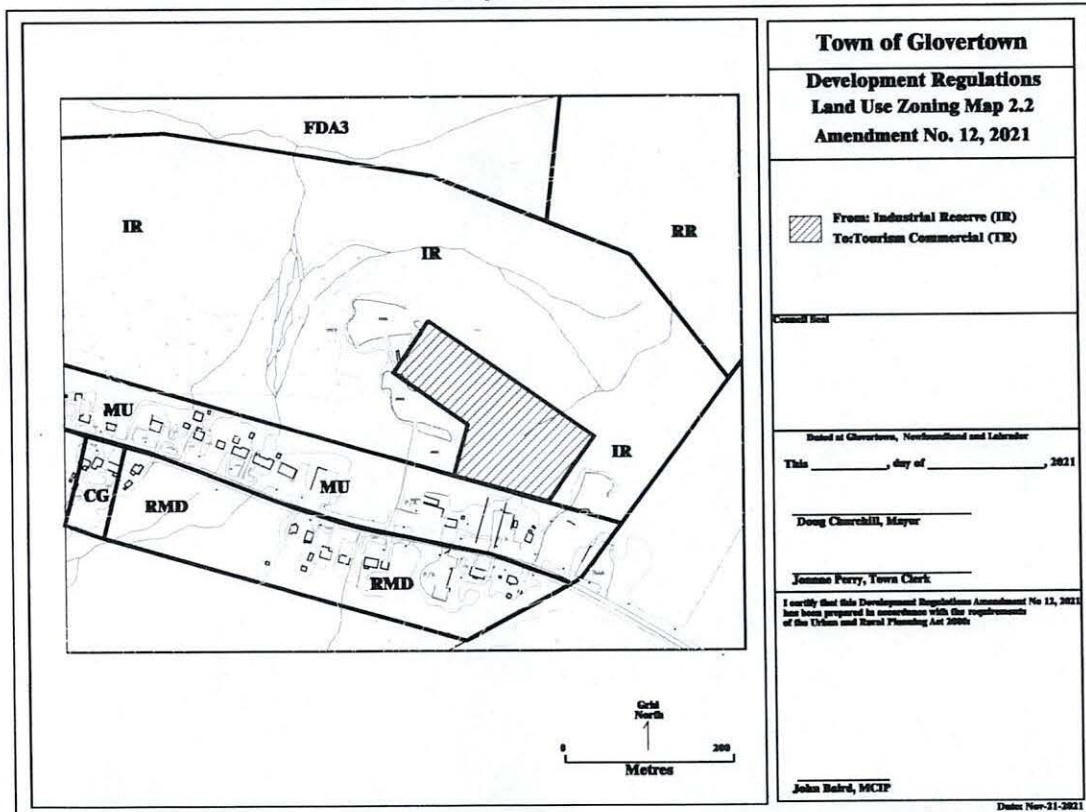 FDA3
IR
IR
RR
MU
MU
IR
CG
RMD
RMD
Grid
North
0 200
Metres
Town of Glovertown
Development Regulations
Land Use Zoning Map 2.2
Amendment No. 12, 2021
From: Industrial Reserve (IR)
To:Tourism Commercial (TR)
Council Seal
Dated at Glovertown, Newfoundland and Labrador
This ________, day of ____________, 2021
Doug Churchill, Mayor
Joanne Perry, Town Clerk
I certify that this Development Regulations Amendment No 12, 2021
has been prepared in accordance with the requirements
of the Urban and Rural Planning Act 2000:
John Baird, MCIP
Date: Nov-21-2021